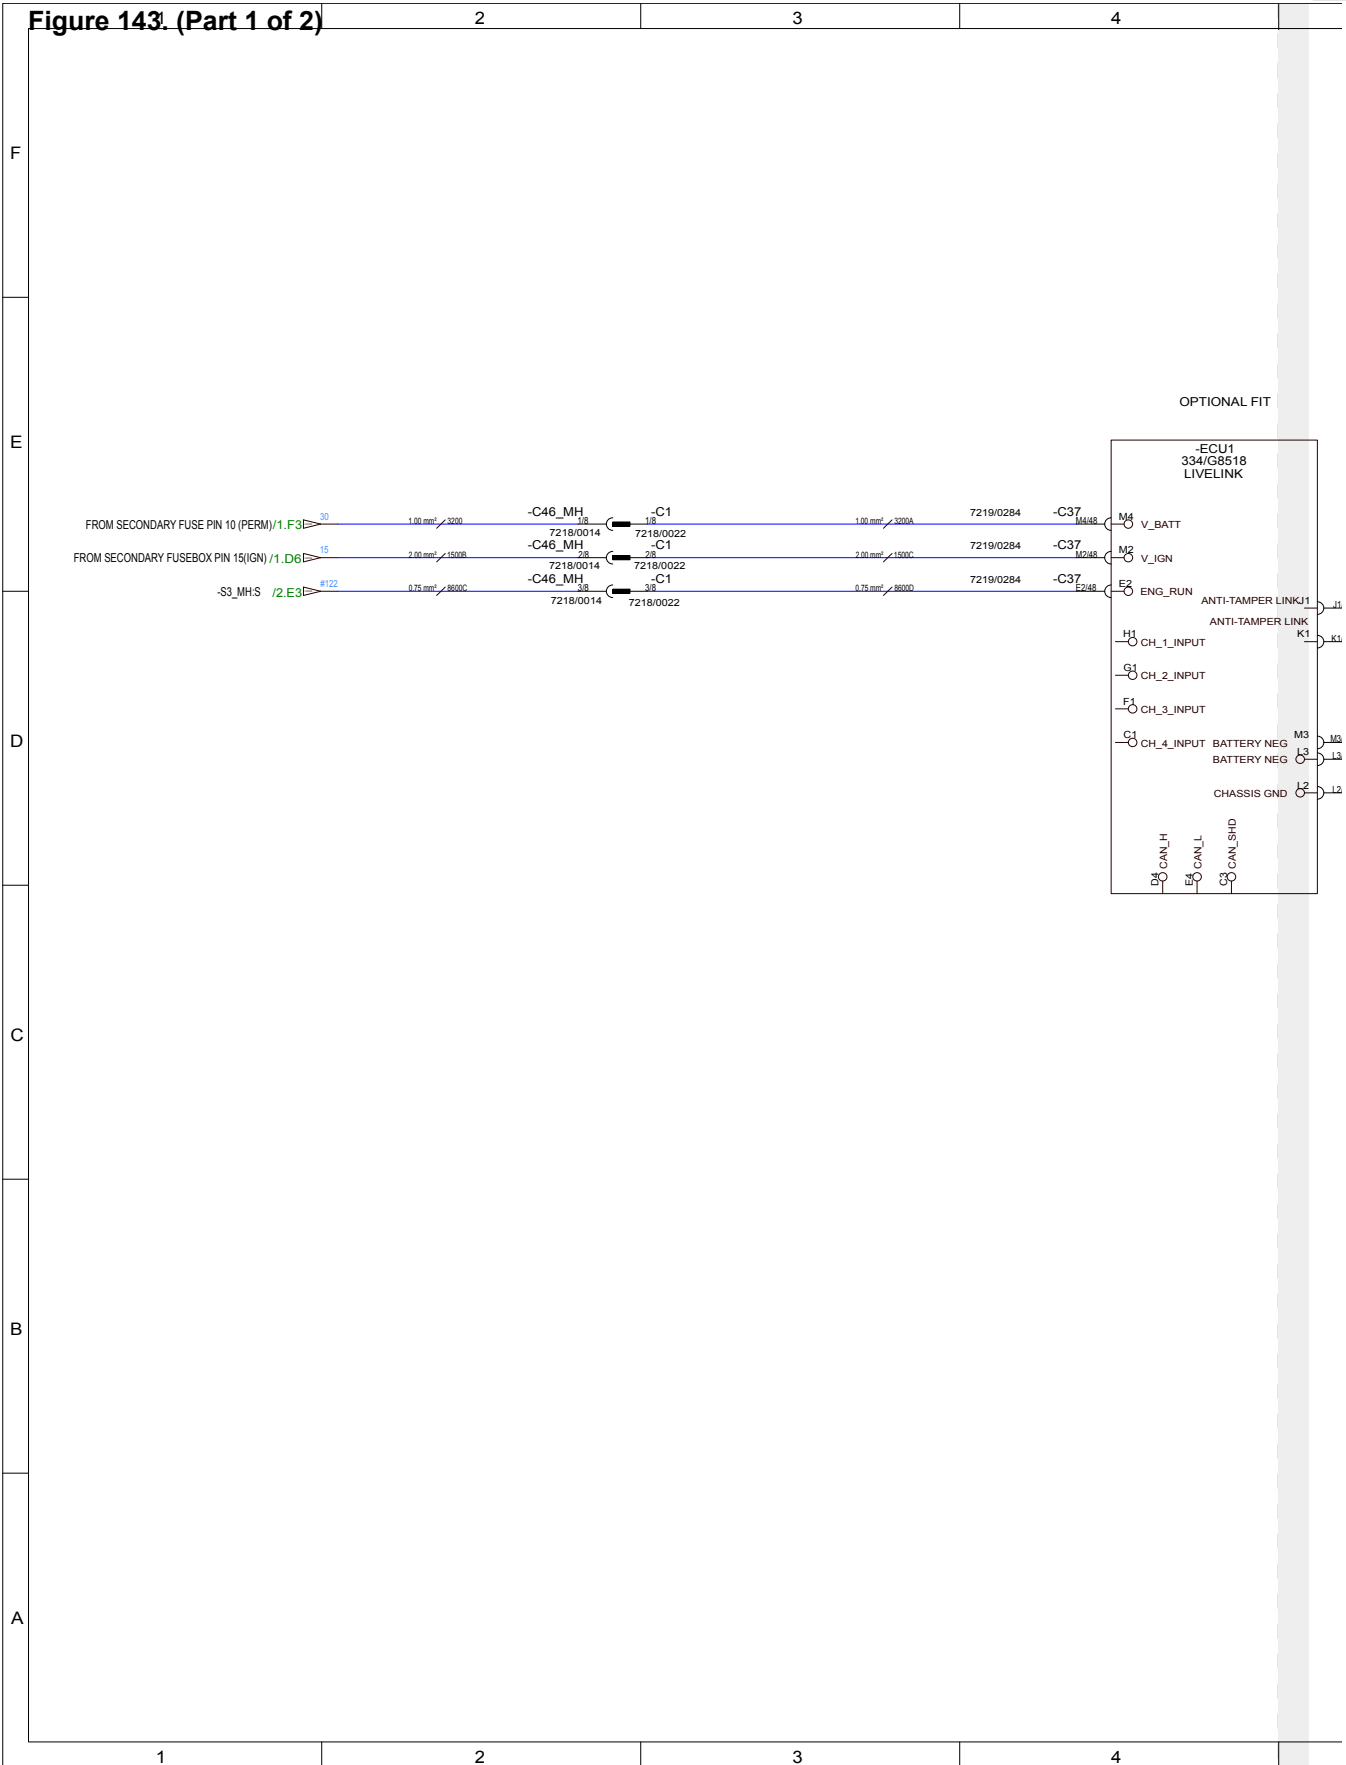 Figure 143. (Part 1 of 2)
1 2 3 4
F
E
D
C
B
A
OPTIONAL FIT
-ECU1
334/G8518
LIVELINK
FROM SECONDARY FUSE PIN 10 (PERM) /1.F3 30 1.00 mm² 3200 -C46_MH 1/8 7218/0014 -C1 1/8 7218/0022 1.00 mm² 3200A 7219/0284 -C37 M4/48 M4 V_BATT
FROM SECONDARY FUSEBOX PIN 15(IGN) /1.D6 15 2.00 mm² 1500B -C46_MH 2/8 7218/0014 -C1 2/8 7218/0022 2.00 mm² 1500C 7219/0284 -C37 M2/48 M2 V_IGN
-S3_MH:S /2.E3 #122 0.75 mm² 8600C -C46_MH 3/8 7218/0014 -C1 3/8 7218/0022 0.75 mm² 8600D 7219/0284 -C37 E2/48 E2 ENG_RUN
ANTI-TAMPER LINK J1 J1
ANTI-TAMPER LINK
K1 K1/
H1 CH_1_INPUT
G1 CH_2_INPUT
F1 CH_3_INPUT
C1 CH_4_INPUT BATTERY NEG M3 M3/
BATTERY NEG L3 L3/
CHASSIS GND L2 L2/
D4 CAN_H
E4 CAN_L
C3 CAN_SHD
1 2 3 4